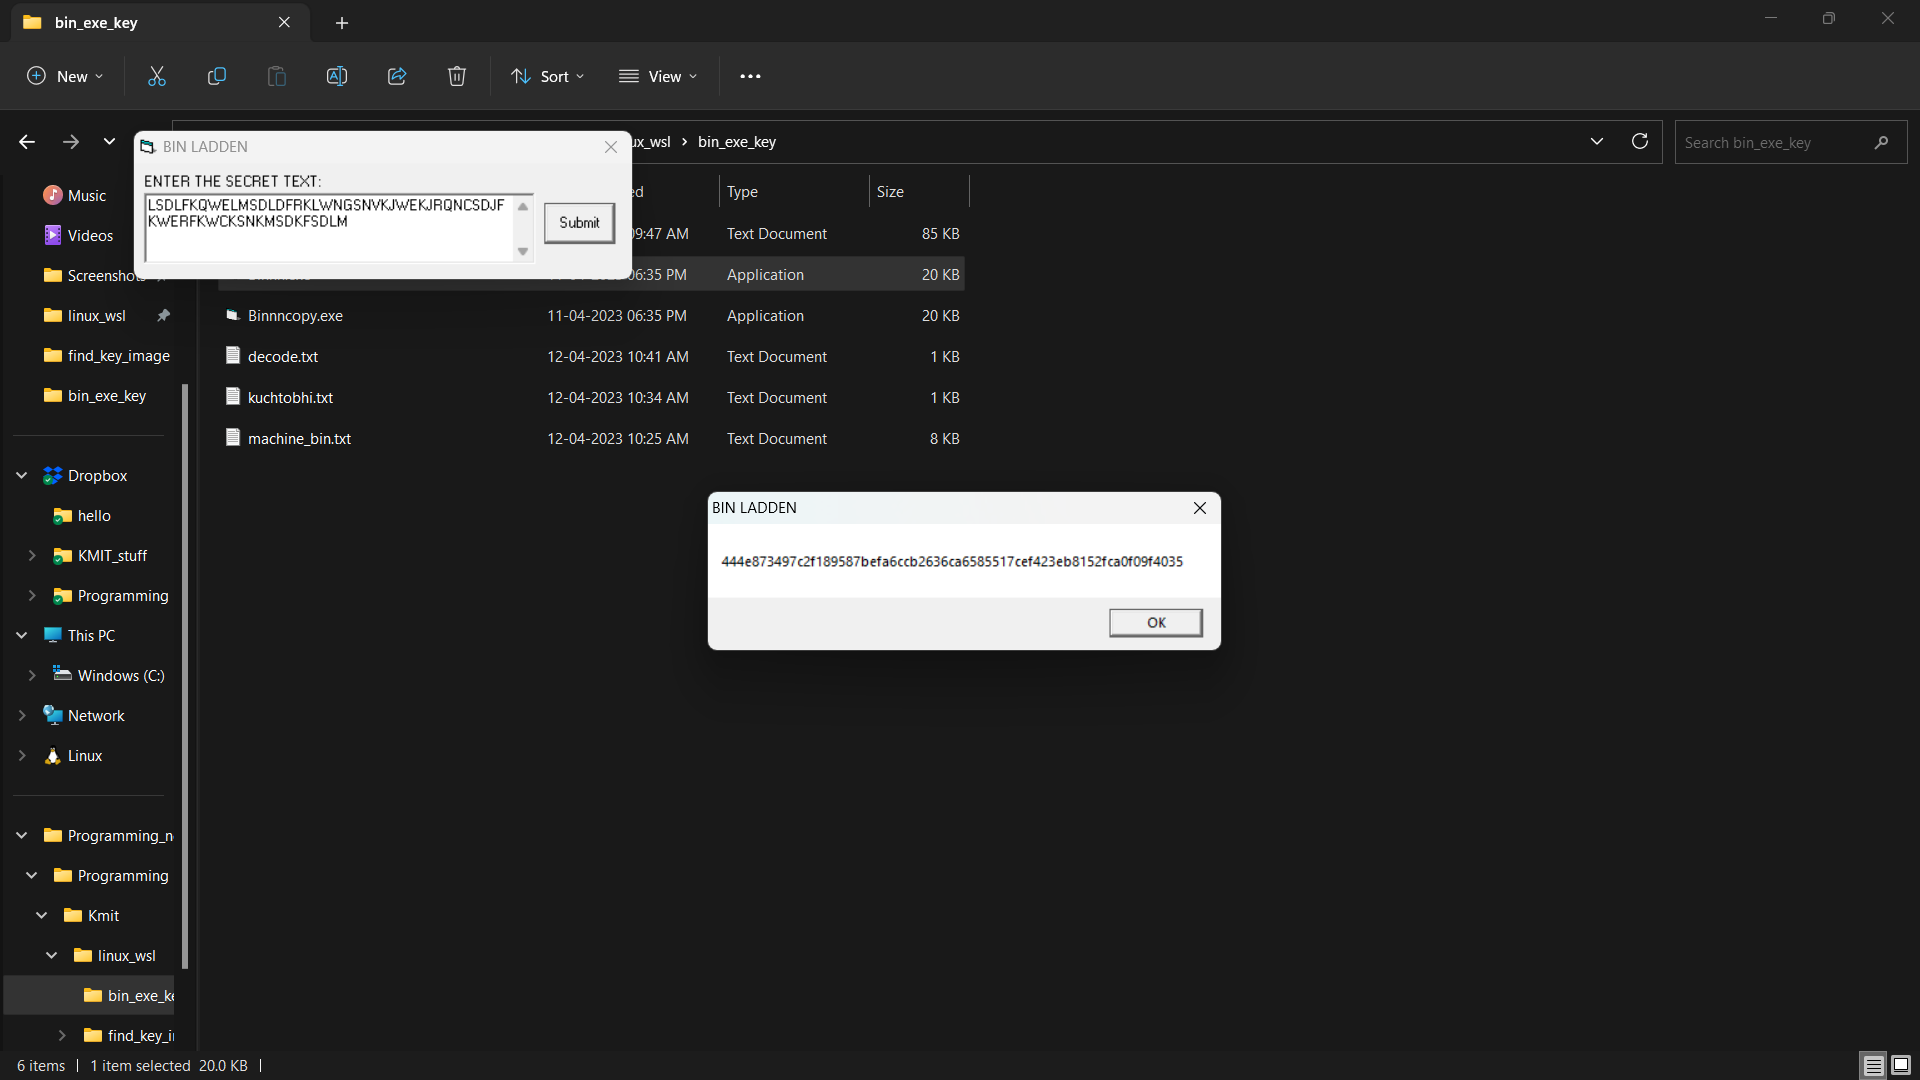 bin_exe_key
New
Sort
View
ux_wsl > bin_exe_key
Search bin_exe_key
BIN LADDEN
ENTER THE SECRET TEXT:
LSDLFKQWELMSDLDFRKLWNGSNVKJWEKJRQNCSDJF
KWERFKWCKSNKMSDKFSDLM
Submit
ed Type Size
09:47 AM Text Document 85 KB
06:35 PM Application 20 KB
Binnncopy.exe 11-04-2023 06:35 PM Application 20 KB
decode.txt 12-04-2023 10:41 AM Text Document 1 KB
kuchtobhi.txt 12-04-2023 10:34 AM Text Document 1 KB
machine_bin.txt 12-04-2023 10:25 AM Text Document 8 KB
BIN LADDEN
444e873497c2f189587befa6ccb2636ca6585517cef423eb8152fca0f09f4035
OK
Music
Videos
Screenshots
linux_wsl
find_key_image
bin_exe_key
Dropbox
hello
KMIT_stuff
Programming
This PC
Windows (C:)
Network
Linux
Programming_n
Programming
Kmit
linux_wsl
bin_exe_ke
find_key_i
6 items | 1 item selected 20.0 KB |